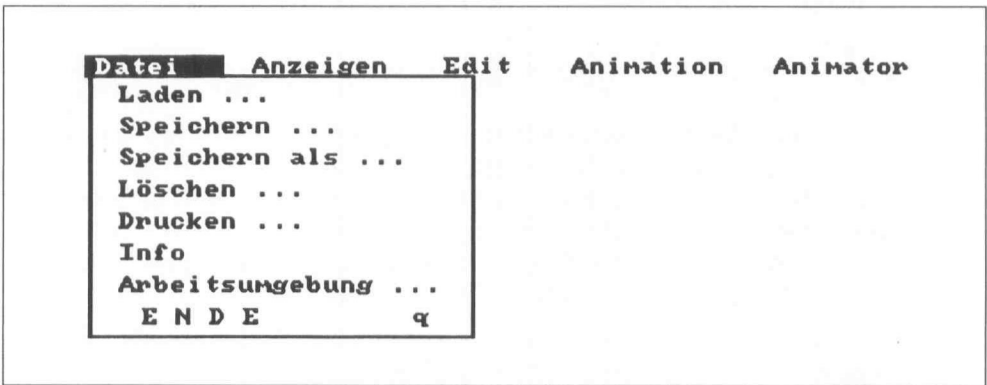 Datei Anzeigen Edit Animation Animator
Laden ...
Speichern ...
Speichern als ...
Löschen ...
Drucken ...
Info
Arbeitsumgebung ...
E N D E q